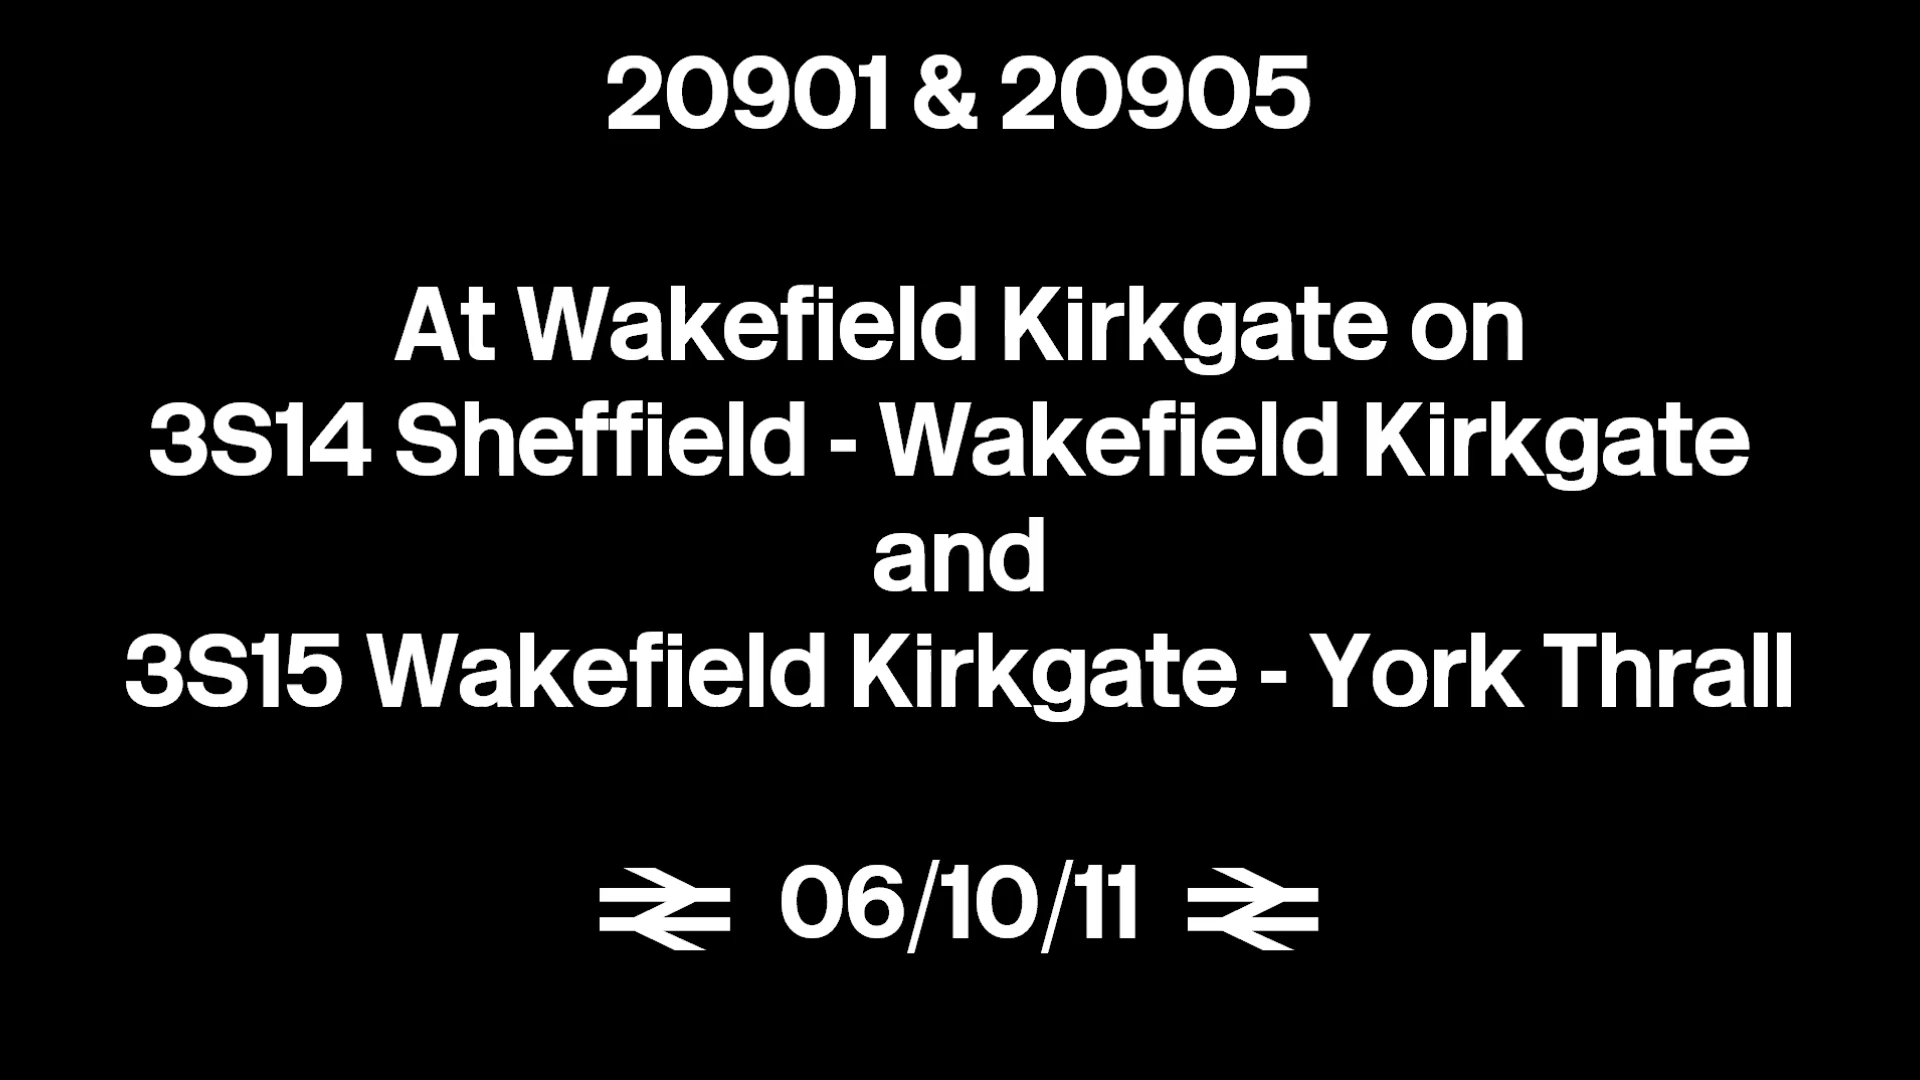 20901 & 20905
At Wakefield Kirkgate on
3S14 Sheffield - Wakefield Kirkgate
and
3S15 Wakefield Kirkgate - York Thrall
06/10/11